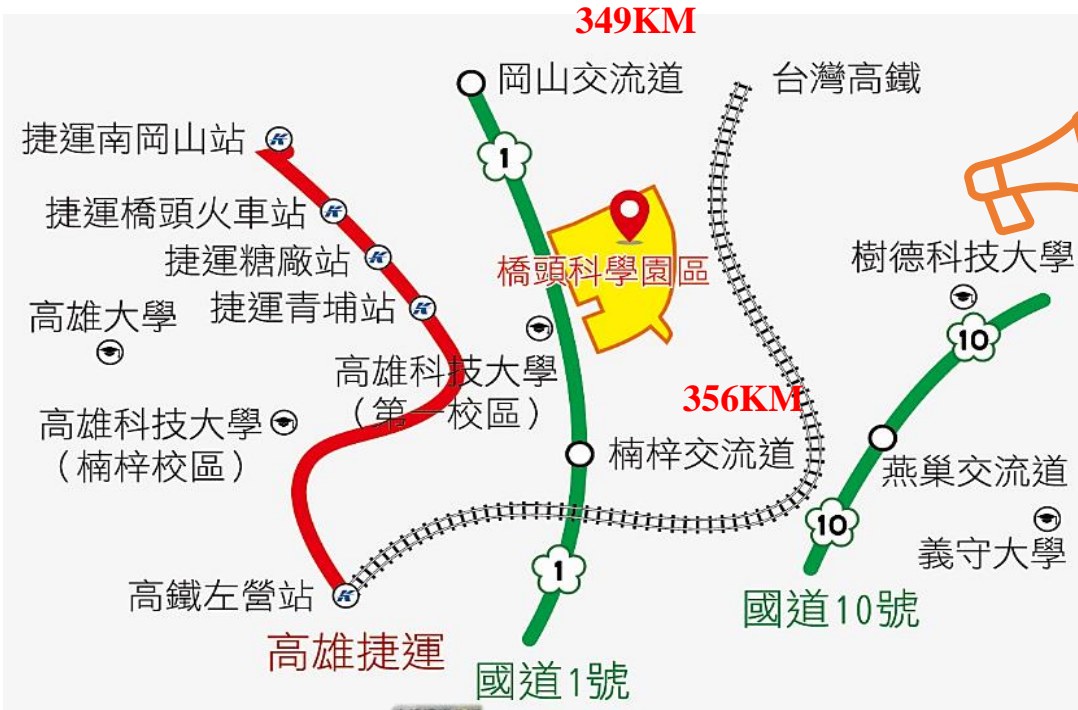 349KM
岡山交流道
台灣高鐵
捷運南岡山站
1
捷運橋頭火車站
捷運糖廠站
橋頭科學園區
樹德科技大學
捷運青埔站
高雄大學
10
高雄科技大學
（第一校區）
356KM
高雄科技大學
（楠梓校區）
楠梓交流道
燕巢交流道
10
義守大學
1
高鐵左營站
國道10號
高雄捷運
國道1號